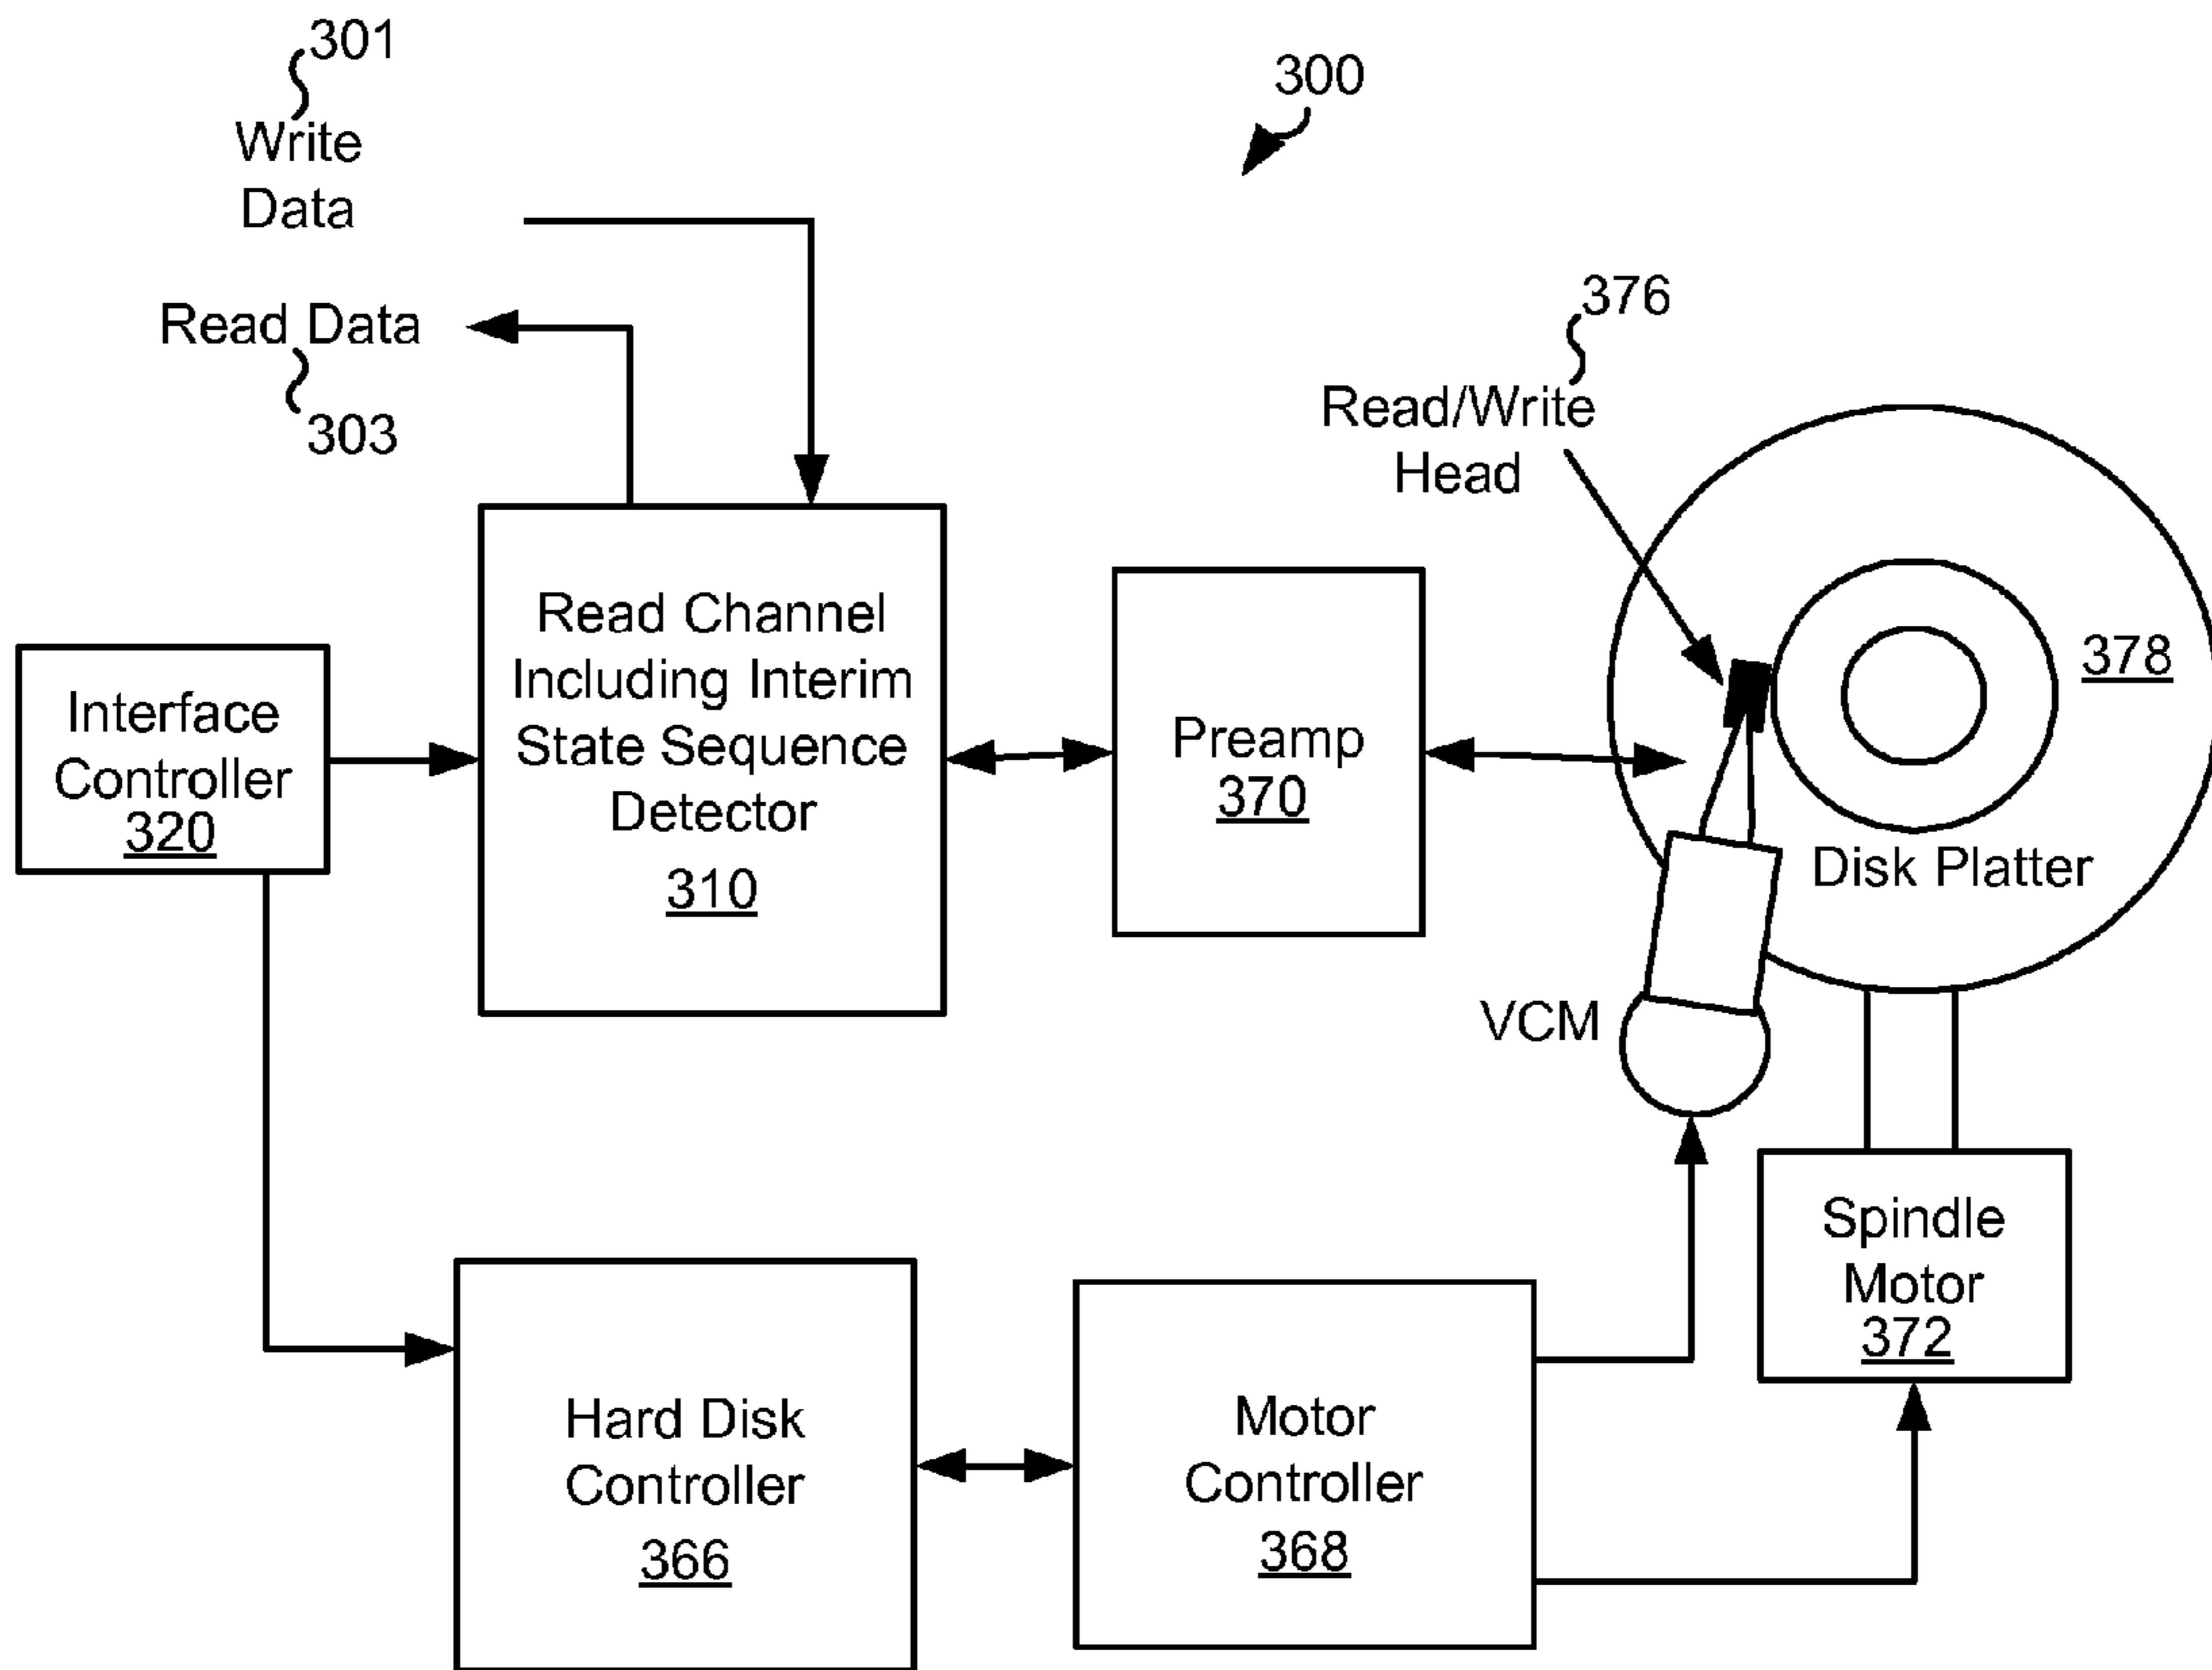 301
Write
Data
300
Read Data
303
376
Read/Write
Head
Interface
Controller
320
Read Channel
Including Interim
State Sequence
Detector
310
Preamp
370
378
Disk Platter
VCM
Spindle
Motor
372
Hard Disk
Controller
366
Motor
Controller
368